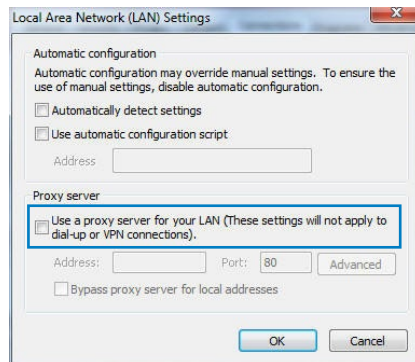 Local Area Network (LAN) Settings
Automatic configuration
Automatic configuration may override manual settings. To ensure the
use of manual settings, disable automatic configuration.
Automatically detect settings
Use automatic configuration script
Address
Proxy server
Use a proxy server for your LAN (These settings will not apply to
dial-up or VPN connections).
Address: Port: 80 Advanced
Bypass proxy server for local addresses
OK Cancel